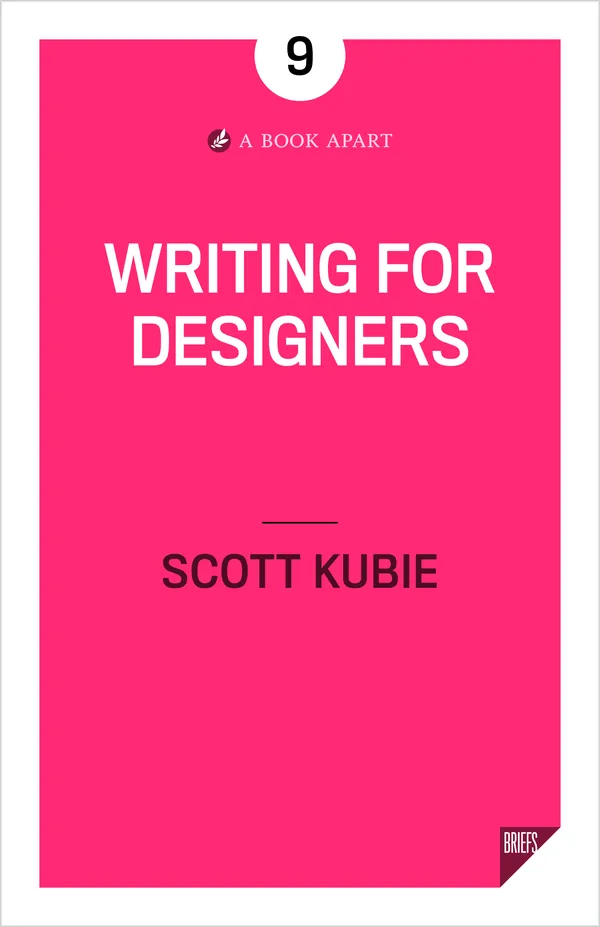 9
A BOOK APART
WRITING FOR
DESIGNERS
SCOTT KUBIE
BRIEFS